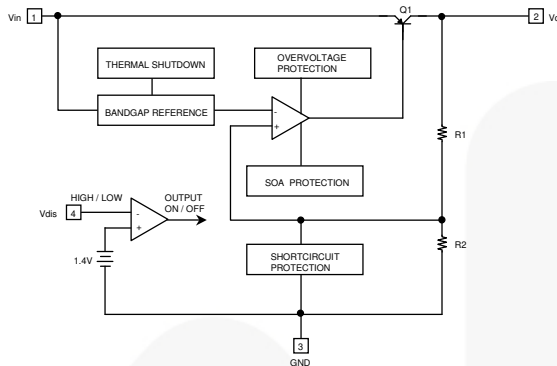 Q1
Vin 1
2 Vo
THERMAL SHUTDOWN
OVERVOLTAGE
PROTECTION
BANDGAP REFERENCE
-
+
R1
SOA PROTECTION
HIGH / LOW
OUTPUT
ON / OFF
Vdis 4
-
+
1.4V
SHORTCIRCUIT
PROTECTION
R2
3
GND